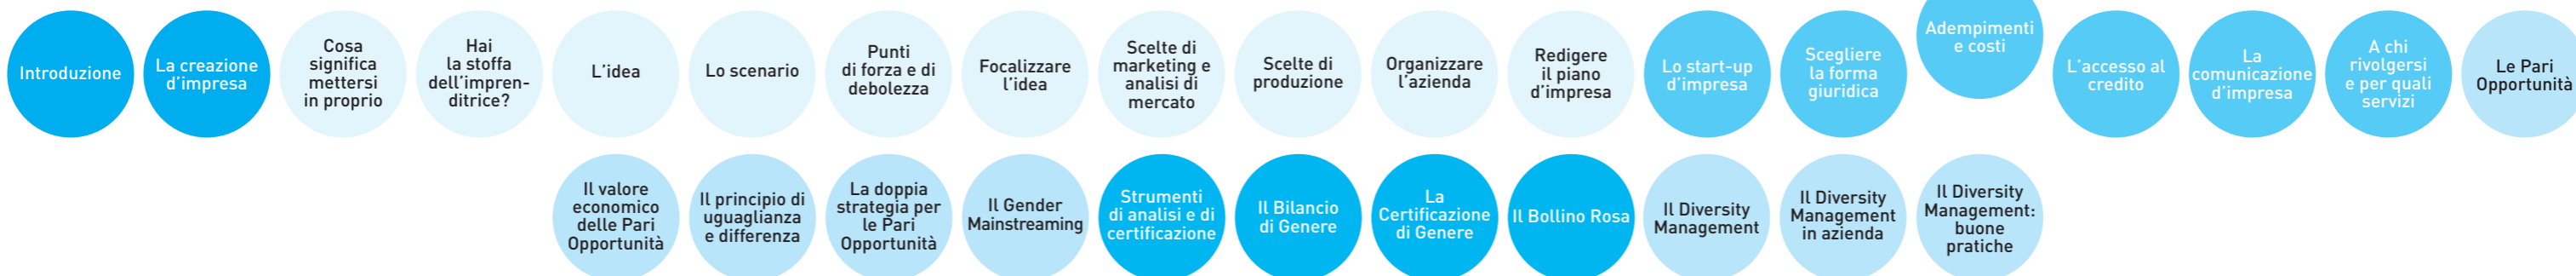 Introduzione
La creazione
d’impresa
Cosa
significa
mettersi
in proprio
Hai
la stoffa
dell’impren-
ditrice?
L’idea
Lo scenario
Punti
di forza e di
debolezza
Focalizzare
l’idea
Scelte di
marketing e
analisi di
mercato
Scelte di
produzione
Organizzare
l’azienda
Redigere
il piano
d’impresa
Lo start-up
d’impresa
Scegliere
la forma
giuridica
Adempimenti
e costi
L'accesso al
credito
La
comunicazione
d’impresa
A chi
rivolgersi
e per quali
servizi
Le Pari
Opportunità
Il valore
economico
delle Pari
Opportunità
Il principio di
uguaglianza
e differenza
La doppia
strategia per
le Pari
Opportunità
Il Gender
Mainstreaming
Strumenti
di analisi e di
certificazione
Il Bilancio
di Genere
La
Certificazione
di Genere
Il Bollino Rosa
Il Diversity
Management
Il Diversity
Management
in azienda
Il Diversity
Management:
buone
pratiche